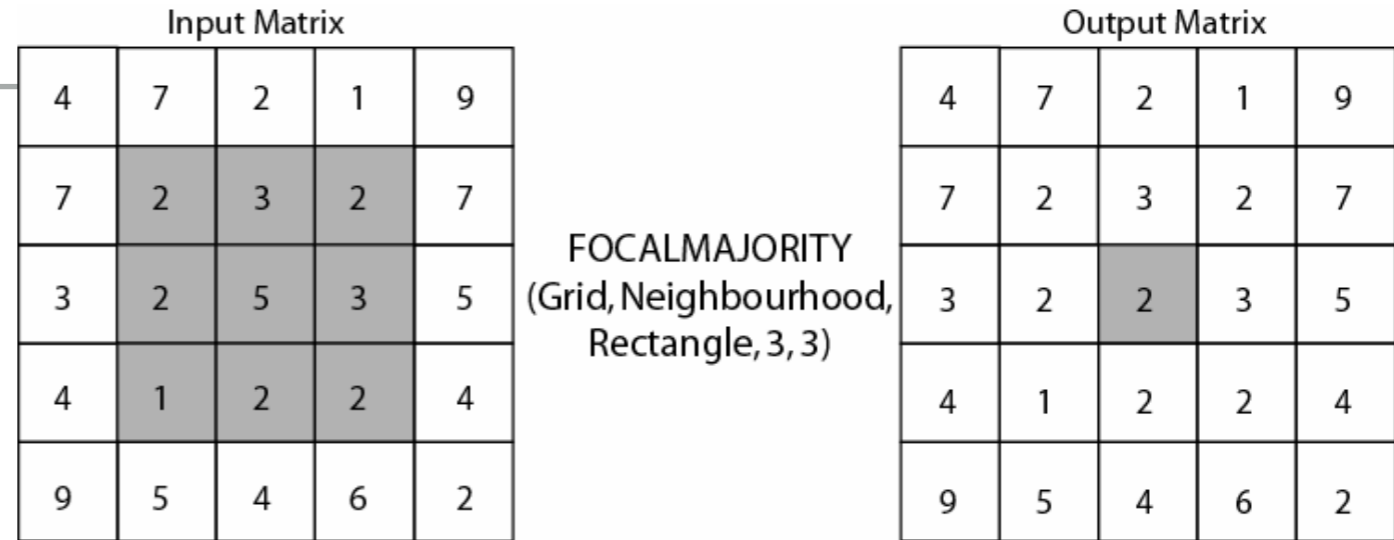 Input Matrix
4 7 2 1 9
7 2 3 2 7
3 2 5 3 5
4 1 2 2 4
9 5 4 6 2
FOCALMAJORITY
(Grid, Neighbourhood,
Rectangle, 3, 3)
Output Matrix
4 7 2 1 9
7 2 3 2 7
3 2 2 3 5
4 1 2 2 4
9 5 4 6 2